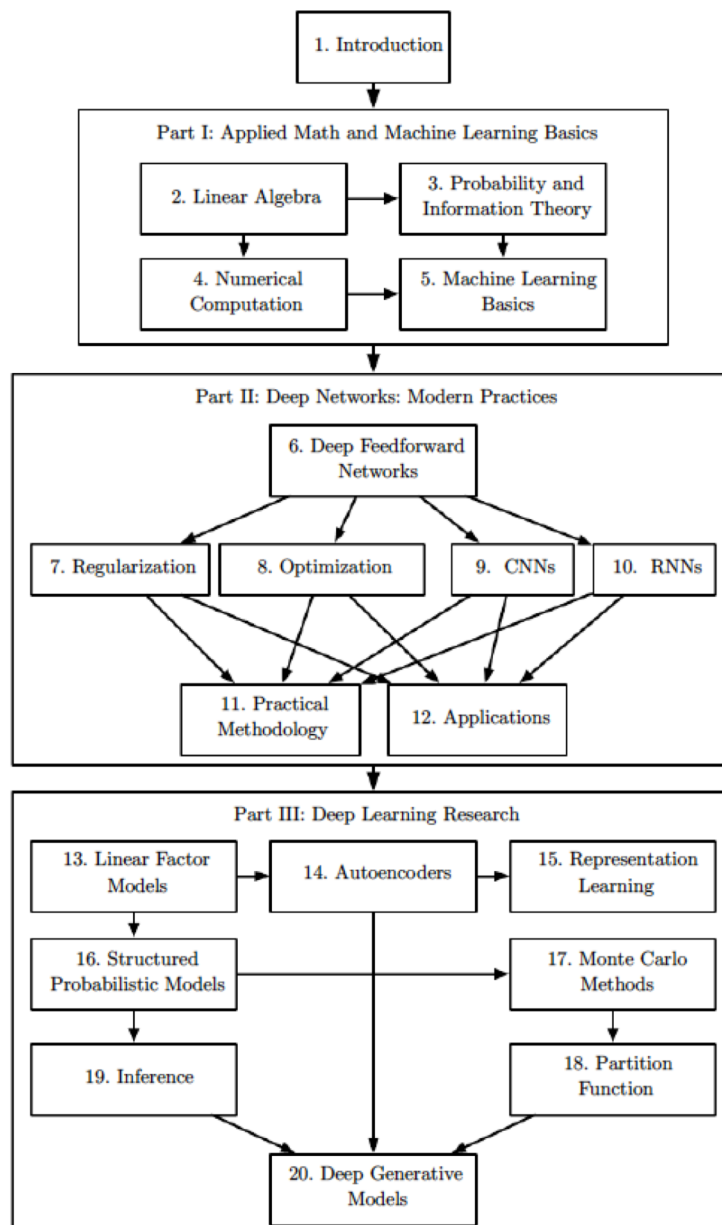 1. Introduction
Part I: Applied Math and Machine Learning Basics
2. Linear Algebra
3. Probability and
Information Theory
4. Numerical
Computation
5. Machine Learning
Basics
Part II: Deep Networks: Modern Practices
6. Deep Feedforward
Networks
7. Regularization
8. Optimization
9. CNNs
10. RNNs
11. Practical
Methodology
12. Applications
Part III: Deep Learning Research
13. Linear Factor
Models
14. Autoencoders
15. Representation
Learning
16. Structured
Probabilistic Models
17. Monte Carlo
Methods
19. Inference
18. Partition
Function
20. Deep Generative
Models